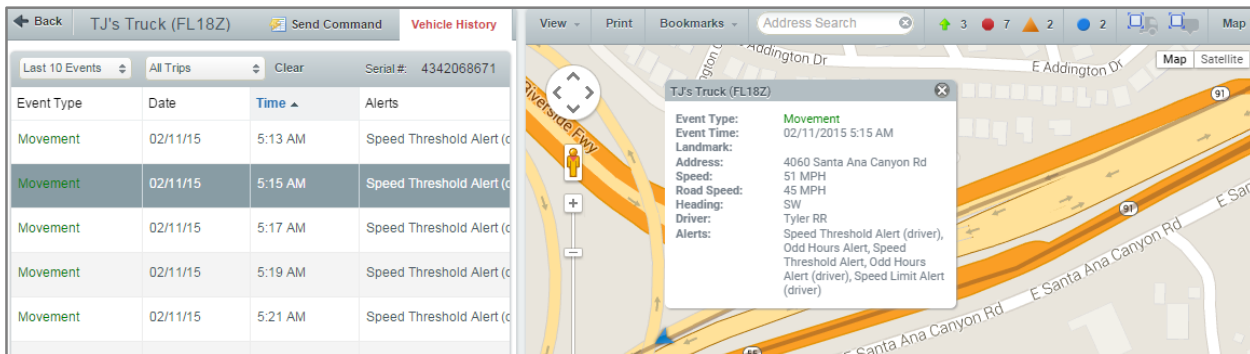 Back TJ's Truck (FL18Z) Send Command Vehicle History
Last 10 Events All Trips Clear Serial#: 4342068671
Event Type Date Time Alerts
Movement 02/11/15 5:13 AM Speed Threshold Alert (d
Movement 02/11/15 5:15 AM Speed Threshold Alert (d
Movement 02/11/15 5:17 AM Speed Threshold Alert (d
Movement 02/11/15 5:19 AM Speed Threshold Alert (d
Movement 02/11/15 5:21 AM Speed Threshold Alert (d
View Print Bookmarks Address Search 3 7 2 2 Map
Map Satellite
Addington Dr
E Addington Dr
Riverside Fwy
91
TJ's Truck (FL18Z)
Event Type: Movement
Event Time: 02/11/2015 5:15 AM
Landmark:
Address: 4060 Santa Ana Canyon Rd
Speed: 51 MPH
Road Speed: 45 MPH
Heading: SW
Driver: Tyler RR
Alerts: Speed Threshold Alert (driver),
Odd Hours Alert, Speed
Threshold Alert, Odd Hours
Alert (driver), Speed Limit Alert
(driver)
91
E San
E Santa Ana Canyon Rd
E Santa Ana Canyon Rd
55